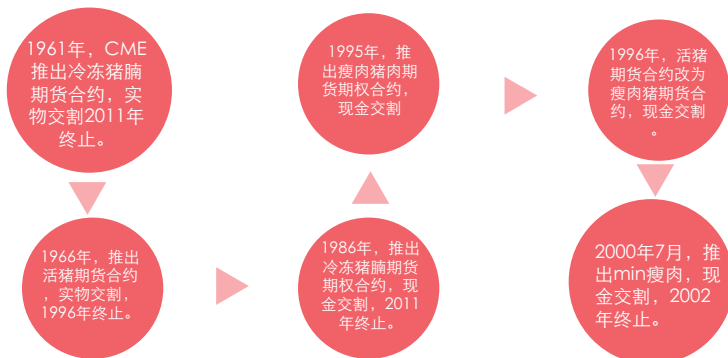 1961年，CME
推出冷冻猪腩
期货合约，实
物交割2011年
终止。
1966年，推出
活猪期货合约
，实物交割，
1996年终止。
1986年，推出
冷冻猪腩期货
期权合约，现
金交割，2011
年终止。
1995年，推
出瘦肉猪肉期
货期权合约，
现金交割
1996年，活猪
期货合约改为
瘦肉猪期货合
约，现金交割
。
2000年7月，推
出min瘦肉，现
金交割，2002
年终止。